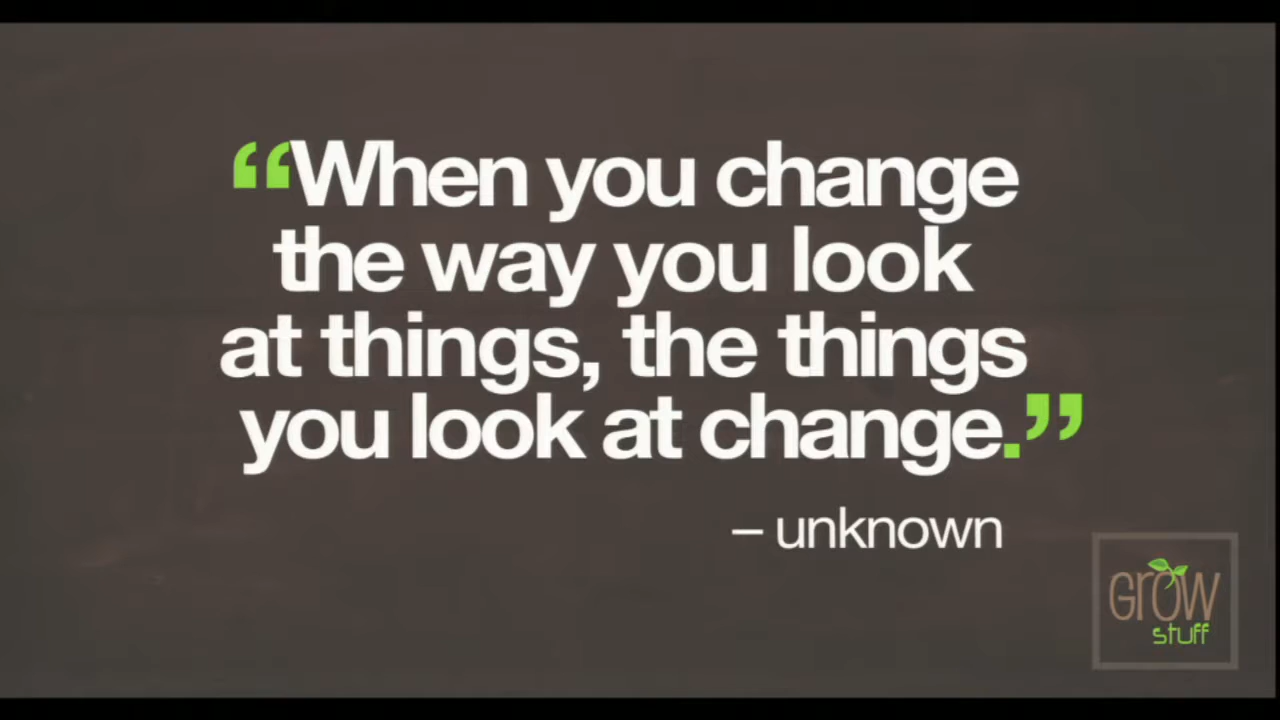 “When you change
the way you look
at things, the things
you look at change.”
– unknown
Grow
stuff